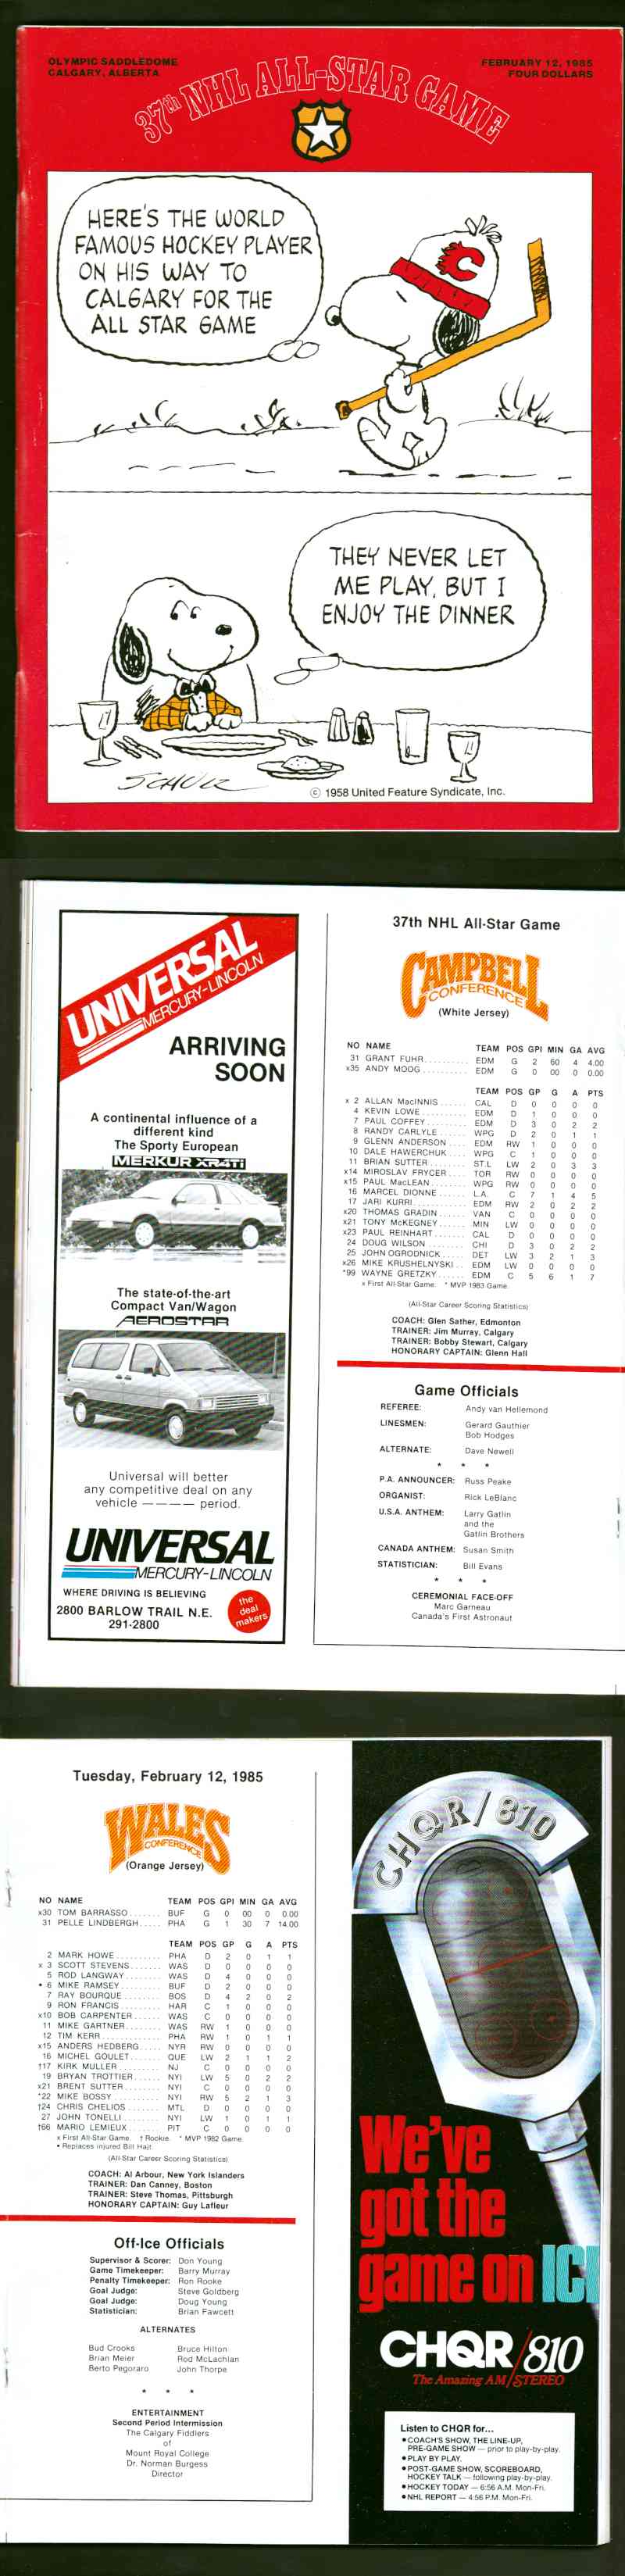 OLYMPIC SADDLEDOME
CALGARY, ALBERTA
FEBRUARY 12, 1985
FOUR DOLLARS
37th NHL ALL-STAR GAME
HERE'S THE WORLD
FAMOUS HOCKEY PLAYER
ON HIS WAY TO
CALGARY FOR THE
ALL STAR GAME
C
THEY NEVER LET
ME PLAY, BUT I
ENJOY THE DINNER
SCHULZ
© 1958 United Feature Syndicate, Inc.
UNIVERSAL
MERCURY-LINCOLN
ARRIVING
SOON
A continental influence of a
different kind
The Sporty European
MERKUR XR4Ti
The state-of-the-art
Compact Van/Wagon
AEROSTAR
Universal will better
any competitive deal on any
vehicle — — — — period.
UNIVERSAL
MERCURY-LINCOLN
WHERE DRIVING IS BELIEVING
2800 BARLOW TRAIL N.E.
291-2800
the
deal
makers
37th NHL All-Star Game
CAMPBELL
CONFERENCE
(White Jersey)
NO NAME TEAM POS GPI MIN GA AVG
31 GRANT FUHR.......... EDM G 2 60 4 4.00
x35 ANDY MOOG.......... EDM G 0 00 0 0.00
TEAM POS GP G A PTS
x 2 ALLAN MacINNIS...... CAL D 0 0 0 0
4 KEVIN LOWE.......... EDM D 1 0 0 0
7 PAUL COFFEY......... EDM D 3 0 2 2
8 RANDY CARLYLE....... WPG D 2 0 1 1
9 GLENN ANDERSON.... EDM RW 1 0 0 0
10 DALE HAWERCHUK.... WPG C 1 0 0 0
11 BRIAN SUTTER........ ST.L LW 2 0 3 3
x14 MIROSLAV FRYCER.... TOR RW 0 0 0 0
x15 PAUL MacLEAN........ WPG RW 0 0 0 0
16 MARCEL DIONNE...... L.A. C 7 1 4 5
17 JARI KURRI........... EDM RW 2 0 2 2
x20 THOMAS GRADIN...... VAN C 0 0 0 0
x21 TONY McKEGNEY..... MIN LW 0 0 0 0
x23 PAUL REINHART...... CAL D 0 0 0 0
24 DOUG WILSON........ CHI D 3 0 2 2
25 JOHN OGRODNICK..... DET LW 3 2 1 3
x26 MIKE KRUSHELNYSKI.. EDM LW 0 0 0 0
*99 WAYNE GRETZKY...... EDM C 5 6 1 7
x First All-Star Game. * MVP 1983 Game.
(All-Star Career Scoring Statistics)
COACH: Glen Sather, Edmonton
TRAINER: Jim Murray, Calgary
TRAINER: Bobby Stewart, Calgary
HONORARY CAPTAIN: Glenn Hall
Game Officials
REFEREE: Andy van Hellemond
LINESMEN: Gerard Gauthier
Bob Hodges
ALTERNATE: Dave Newell
* * *
P.A. ANNOUNCER: Russ Peake
ORGANIST: Rick LeBlanc
U.S.A. ANTHEM: Larry Gatlin
and the
Gatlin Brothers
CANADA ANTHEM: Susan Smith
STATISTICIAN: Bill Evans
* * *
CEREMONIAL FACE-OFF
Marc Garneau
Canada's First Astronaut
Tuesday, February 12, 1985
WALES
CONFERENCE
(Orange Jersey)
NO NAME TEAM POS GPI MIN GA AVG
x30 TOM BARRASSO....... BUF G 0 00 0 0.00
31 PELLE LINDBERGH..... PHA G 1 30 7 14.00
TEAM POS GP G A PTS
2 MARK HOWE.......... PHA D 2 0 1 1
x 3 SCOTT STEVENS....... WAS D 0 0 0 0
5 ROD LANGWAY........ WAS D 4 0 0 0
• 6 MIKE RAMSEY......... BUF D 2 0 0 0
7 RAY BOURQUE........ BOS D 4 2 0 2
9 RON FRANCIS......... HAR C 1 0 0 0
x10 BOB CARPENTER...... WAS C 0 0 0 0
11 MIKE GARTNER........ WAS RW 1 0 0 0
12 TIM KERR............. PHA RW 1 0 1 1
x15 ANDERS HEDBERG..... NYR RW 0 0 0 0
16 MICHEL GOULET....... QUE LW 2 1 1 2
†17 KIRK MULLER......... NJ C 0 0 0 0
19 BRYAN TROTTIER...... NYI LW 5 0 2 2
x21 BRENT SUTTER........ NYI C 0 0 0 0
*22 MIKE BOSSY.......... NYI RW 5 2 1 3
†24 CHRIS CHELIOS........ MTL D 0 0 0 0
27 JOHN TONELLI......... NYI LW 1 0 1 1
†66 MARIO LEMIEUX....... PIT C 0 0 0 0
x First All-Star Game. † Rookie. * MVP 1982 Game.
• Replaces injured Bill Hajt.
(All-Star Career Scoring Statistics)
COACH: Al Arbour, New York Islanders
TRAINER: Dan Canney, Boston
TRAINER: Steve Thomas, Pittsburgh
HONORARY CAPTAIN: Guy Lafleur
Off-Ice Officials
Supervisor & Scorer: Don Young
Game Timekeeper: Barry Murray
Penalty Timekeeper: Ron Rooke
Goal Judge: Steve Goldberg
Goal Judge: Doug Young
Statistician: Brian Fawcett
ALTERNATES
Bud Crooks Bruce Hilton
Brian Meier Rod McLachlan
Berto Pegoraro John Thorpe
* * *
ENTERTAINMENT
Second Period Intermission
The Calgary Fiddlers
of
Mount Royal College
Dr. Norman Burgess
Director
CHQR/810
We've
got the
game on ICE
CHQR/810
The Amazing AM/STEREO
Listen to CHQR for...
• COACH'S SHOW, THE LINE-UP,
PRE-GAME SHOW — prior to play-by-play.
• PLAY BY PLAY.
• POST-GAME SHOW, SCOREBOARD,
HOCKEY TALK — following play-by-play.
• HOCKEY TODAY — 6:56 A.M. Mon-Fri.
• NHL REPORT — 4:56 P.M. Mon-Fri.